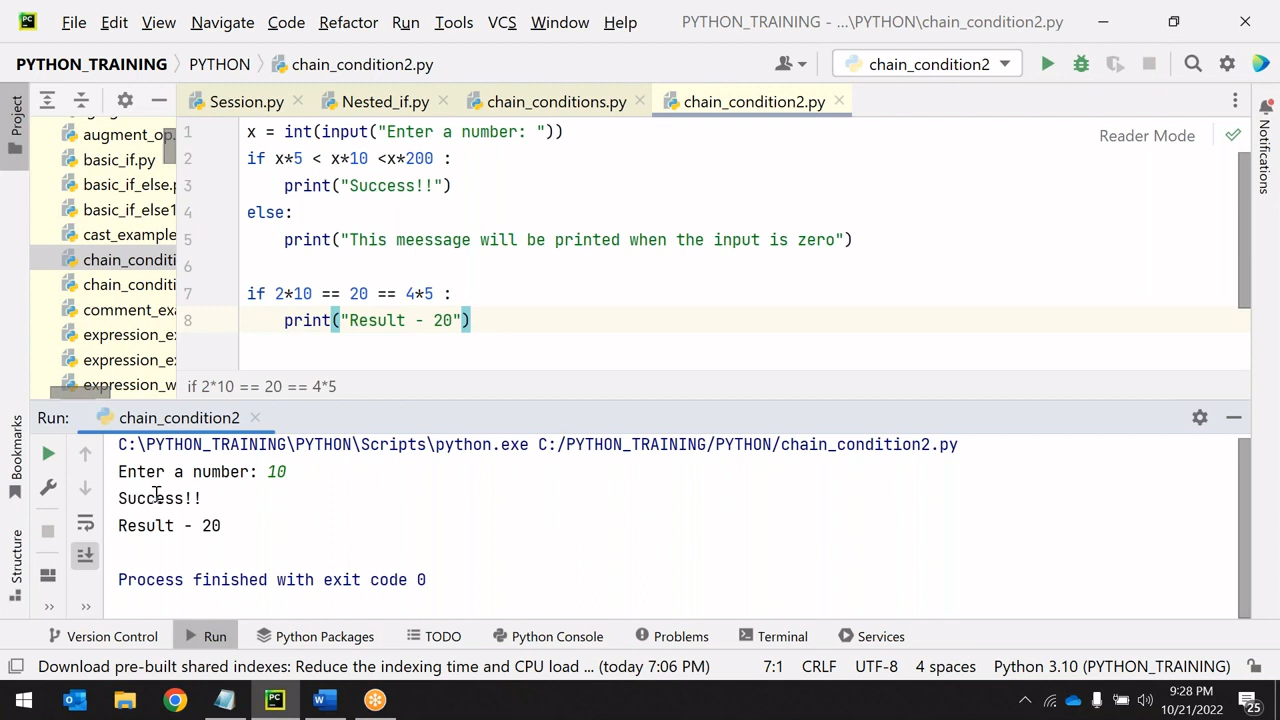 PC File Edit View Navigate Code Refactor Run Tools VCS Window Help PYTHON_TRAINING - ...\PYTHON\chain_condition2.py
PYTHON_TRAINING PYTHON chain_condition2.py chain_condition2
Session.py Nested_if.py chain_conditions.py chain_condition2.py
Project
augment_op.
basic_if.py
basic_if_else.p
basic_if_else1
cast_example
chain_conditi
chain_conditi
comment_exa
expression_ex
expression_ex
expression_w
1 x = int(input("Enter a number: "))
2 if x*5 < x*10 <x*200 :
3 print("Success!!")
4 else:
5 print("This meessage will be printed when the input is zero")
6
7 if 2*10 == 20 == 4*5 :
8 print("Result - 20")
Reader Mode
Notifications
if 2*10 == 20 == 4*5
Run: chain_condition2
C:\PYTHON_TRAINING\PYTHON\Scripts\python.exe C:/PYTHON_TRAINING/PYTHON/chain_condition2.py
Enter a number: 10
Success!!
Result - 20
Process finished with exit code 0
Bookmarks
Structure
Version Control Run Python Packages TODO Python Console Problems Terminal Services
Download pre-built shared indexes: Reduce the indexing time and CPU load ... (today 7:06 PM) 7:1 CRLF UTF-8 4 spaces Python 3.10 (PYTHON_TRAINING)
9:28 PM
10/21/2022
25